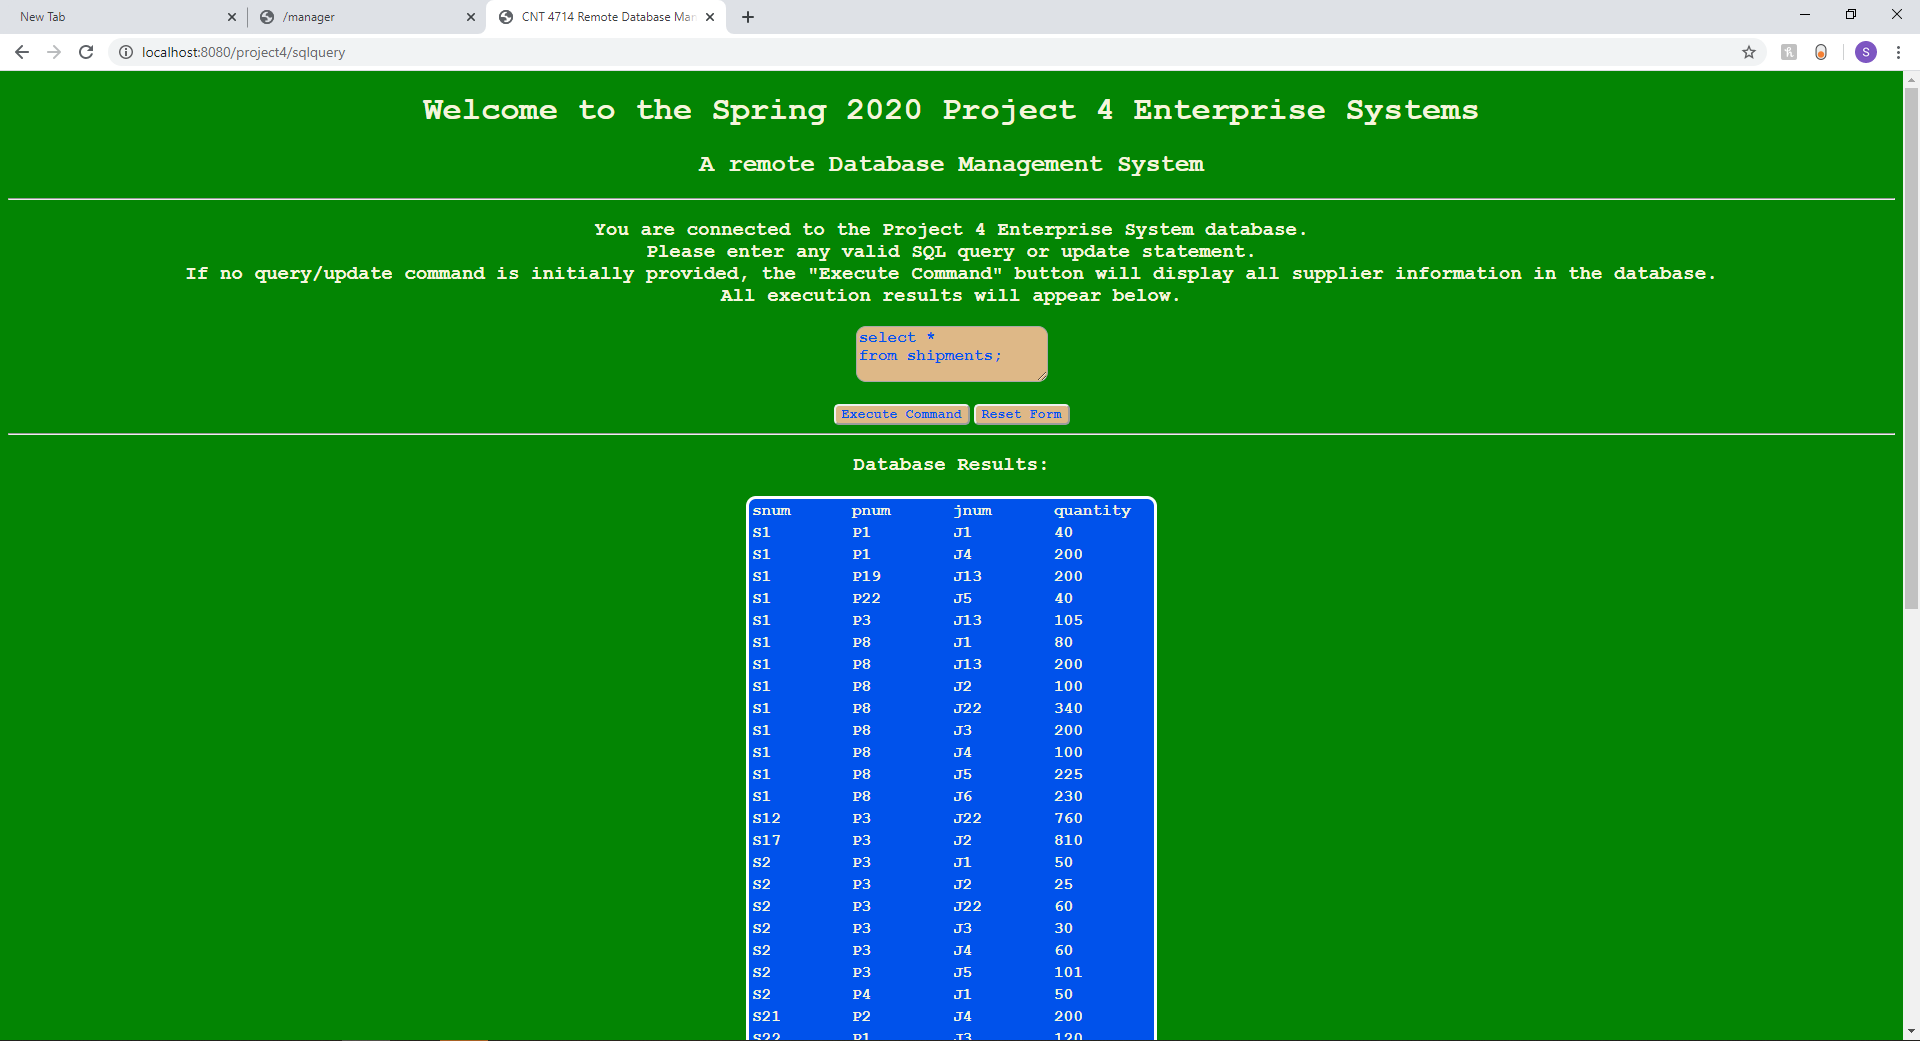 New Tab
/manager
CNT 4714 Remote Database Man
localhost:8080/project4/sqlquery
S
Welcome to the Spring 2020 Project 4 Enterprise Systems
A remote Database Management System
You are connected to the Project 4 Enterprise System database.
Please enter any valid SQL query or update statement.
If no query/update command is initially provided, the "Execute Command" button will display all supplier information in the database.
All execution results will appear below.
select *
from shipments;
Execute Command Reset Form
Database Results:
snum pnum jnum quantity
S1 P1 J1 40
S1 P1 J4 200
S1 P19 J13 200
S1 P22 J5 40
S1 P3 J13 105
S1 P8 J1 80
S1 P8 J13 200
S1 P8 J2 100
S1 P8 J22 340
S1 P8 J3 200
S1 P8 J4 100
S1 P8 J5 225
S1 P8 J6 230
S12 P3 J22 760
S17 P3 J2 810
S2 P3 J1 50
S2 P3 J2 25
S2 P3 J22 60
S2 P3 J3 30
S2 P3 J4 60
S2 P3 J5 101
S2 P4 J1 50
S21 P2 J4 200
S22 P1 J3 120